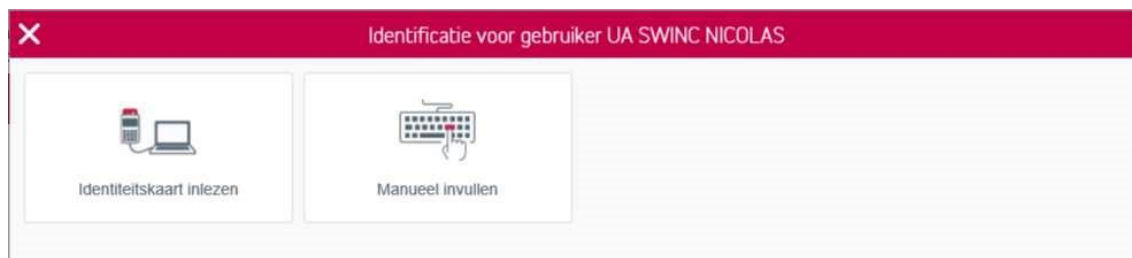 Identificatie voor gebruiker UA SWINC NICOLAS
Identiteitskaart inlezen
Manueel invullen